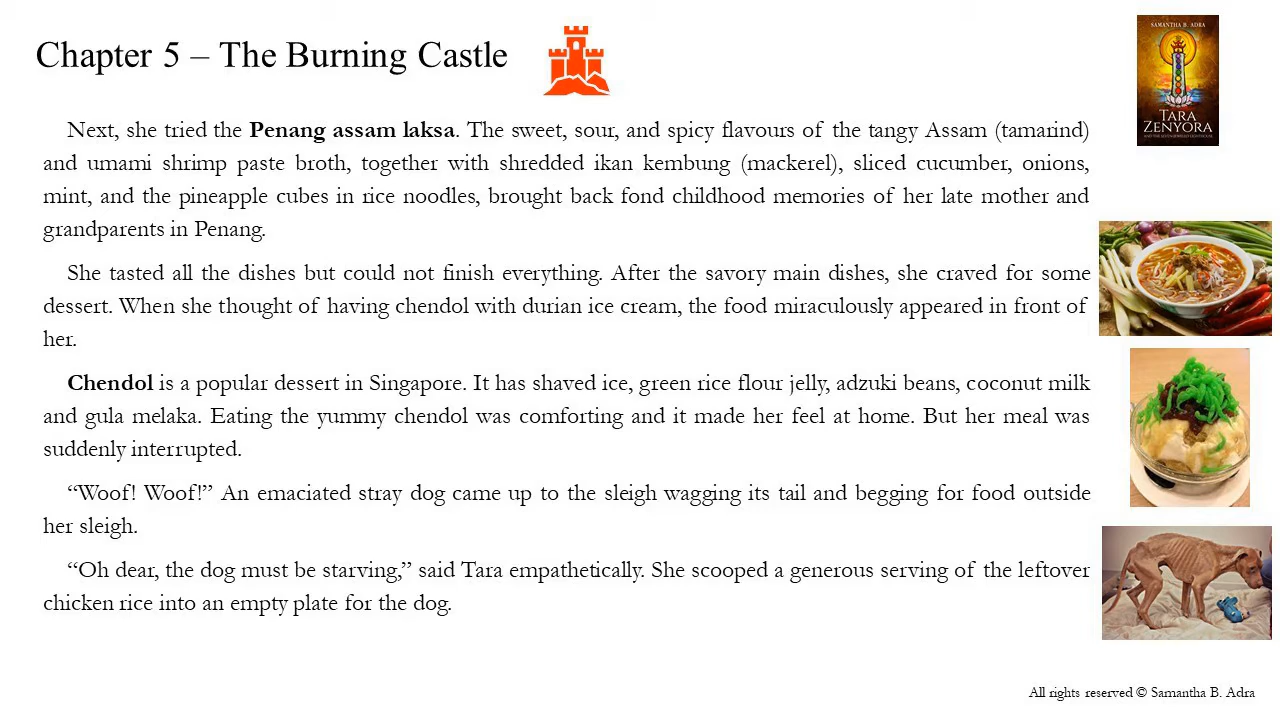 Chapter 5 – The Burning Castle
SAMANTHA B. ADRA
TARA
ZENYORA
Next, she tried the Penang assam laksa. The sweet, sour, and spicy flavours of the tangy Assam (tamarind)
and umami shrimp paste broth, together with shredded ikan kembung (mackerel), sliced cucumber, onions,
mint, and the pineapple cubes in rice noodles, brought back fond childhood memories of her late mother and
grandparents in Penang.
She tasted all the dishes but could not finish everything. After the savory main dishes, she craved for some
dessert. When she thought of having chendol with durian ice cream, the food miraculously appeared in front of
her.
Chendol is a popular dessert in Singapore. It has shaved ice, green rice flour jelly, adzuki beans, coconut milk
and gula melaka. Eating the yummy chendol was comforting and it made her feel at home. But her meal was
suddenly interrupted.
“Woof! Woof!” An emaciated stray dog came up to the sleigh wagging its tail and begging for food outside
her sleigh.
“Oh dear, the dog must be starving,” said Tara empathetically. She scooped a generous serving of the leftover
chicken rice into an empty plate for the dog.
All rights reserved © Samantha B. Adra